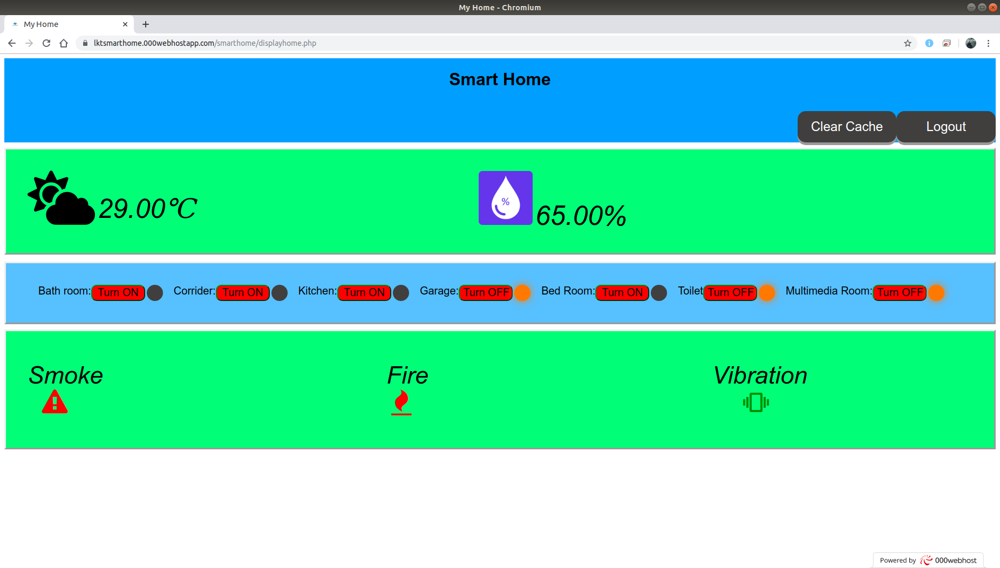 My Home - Chromium
My Home
lktsmarthome.000webhostapp.com/smarthome/displayhome.php
Smart Home
Clear Cache Logout
29.00℃ % 65.00%
Bath room: Turn ON Corrider: Turn ON Kitchen: Turn ON Garage: Turn OFF Bed Room: Turn ON Toilet Turn OFF Multimedia Room: Turn OFF
Smoke Fire Vibration
Powered by 000webhost